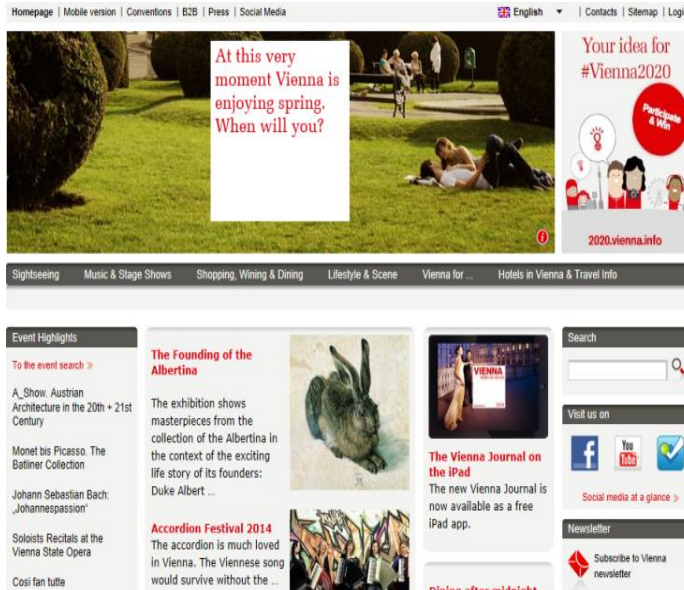 Homepage | Mobile version | Conventions | B2B | Press | Social Media
English | Contacts | Sitemap | Logi
At this very
moment Vienna is
enjoying spring.
When will you?
Your idea for
#Vienna2020
Participate
& Win
2020.vienna.info
Sightseeing Music & Stage Shows Shopping, Wining & Dining Lifestyle & Scene Vienna for ... Hotels in Vienna & Travel Info
Event Highlights
To the event search »
A_Show. Austrian
Architecture in the 20th + 21st
Century
Monet bis Picasso. The
Batliner Collection
Johann Sebastian Bach:
„Johannespassion“
Soloists Recitals at the
Vienna State Opera
Cosi fan tutte
The Founding of the
Albertina
The exhibition shows
masterpieces from the
collection of the Albertina in
the context of the exciting
life story of its founders:
Duke Albert ...
Accordion Festival 2014
The accordion is much loved
in Vienna. The Viennese song
would survive without the ...
VIENNA
The Vienna Journal on
the iPad
The new Vienna Journal is
now available as a free
iPad app.
Dining after midnight
Search
Visit us on
f
You
Tube
Social media at a glance »
Newsletter
Subscribe to Vienna
newsletter